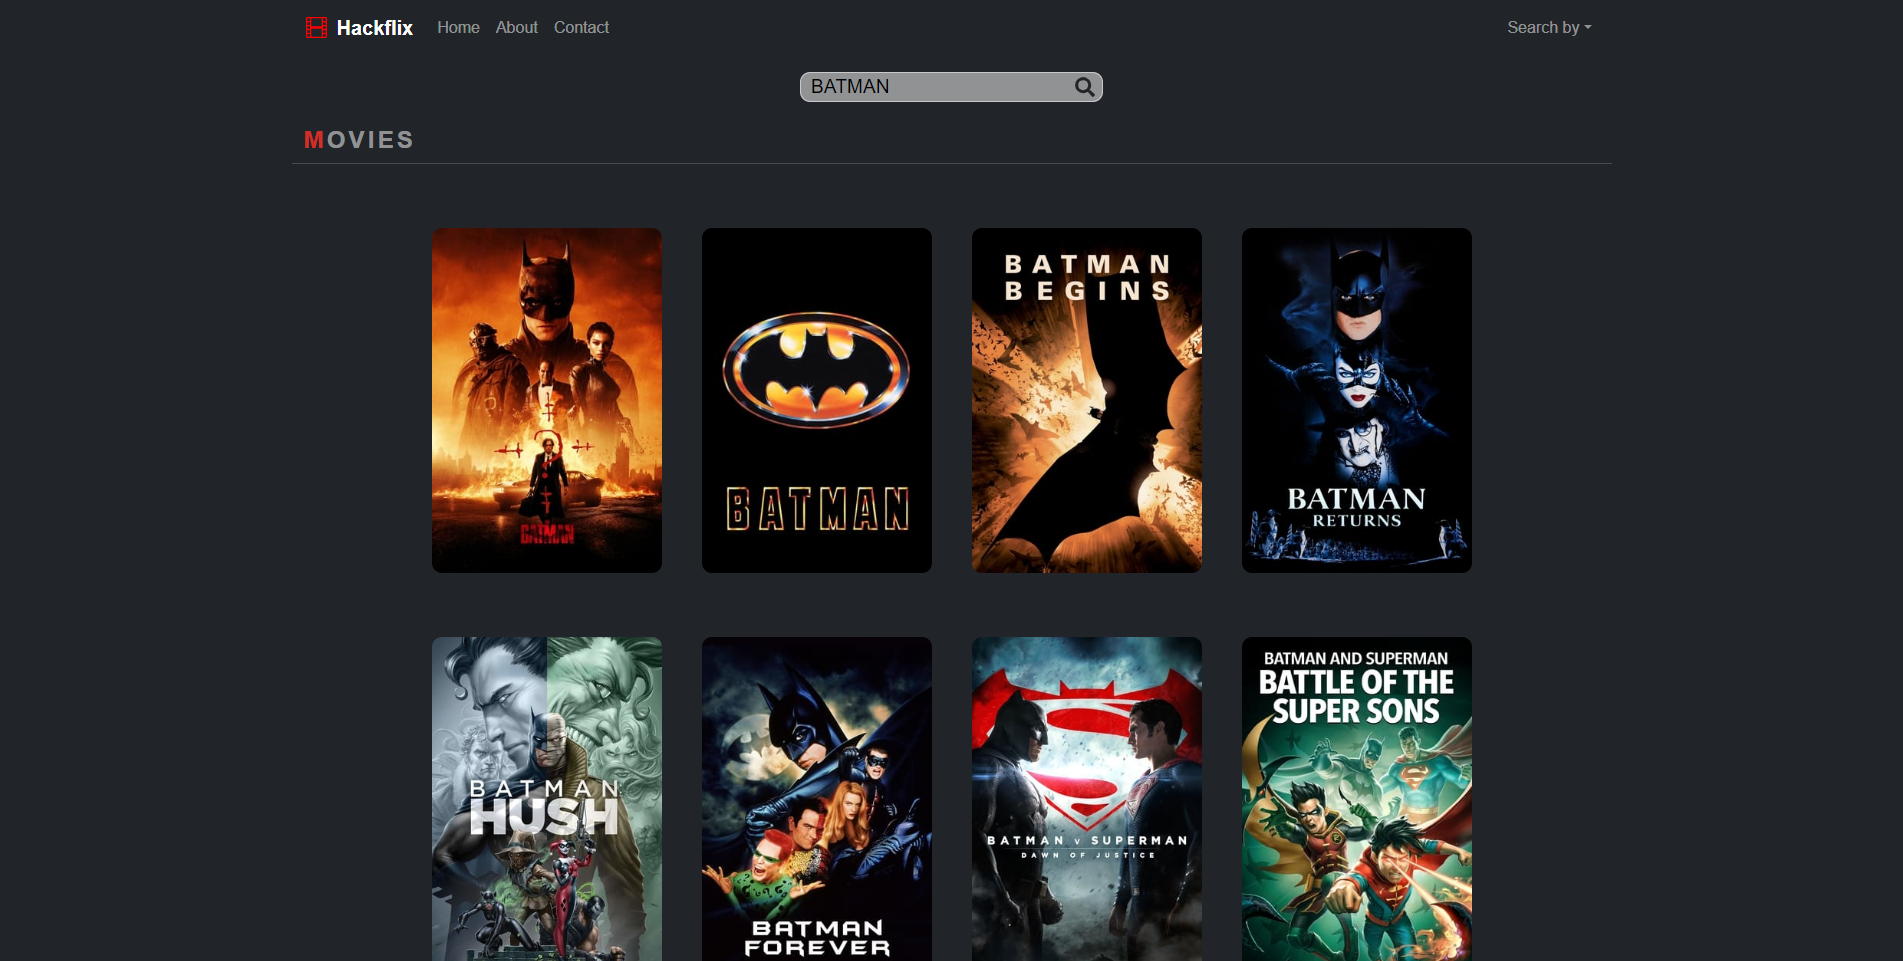 Hackflix
Home
About
Contact
Search by
BATMAN
MOVIES
THE
BATMAN
BATMAN
BATMAN
BEGINS
BATMAN
RETURNS
BATMAN
HUSH
BATMAN
FOREVER
BATMAN v SUPERMAN
DAWN OF JUSTICE
BATMAN AND SUPERMAN
BATTLE OF THE
SUPER SONS